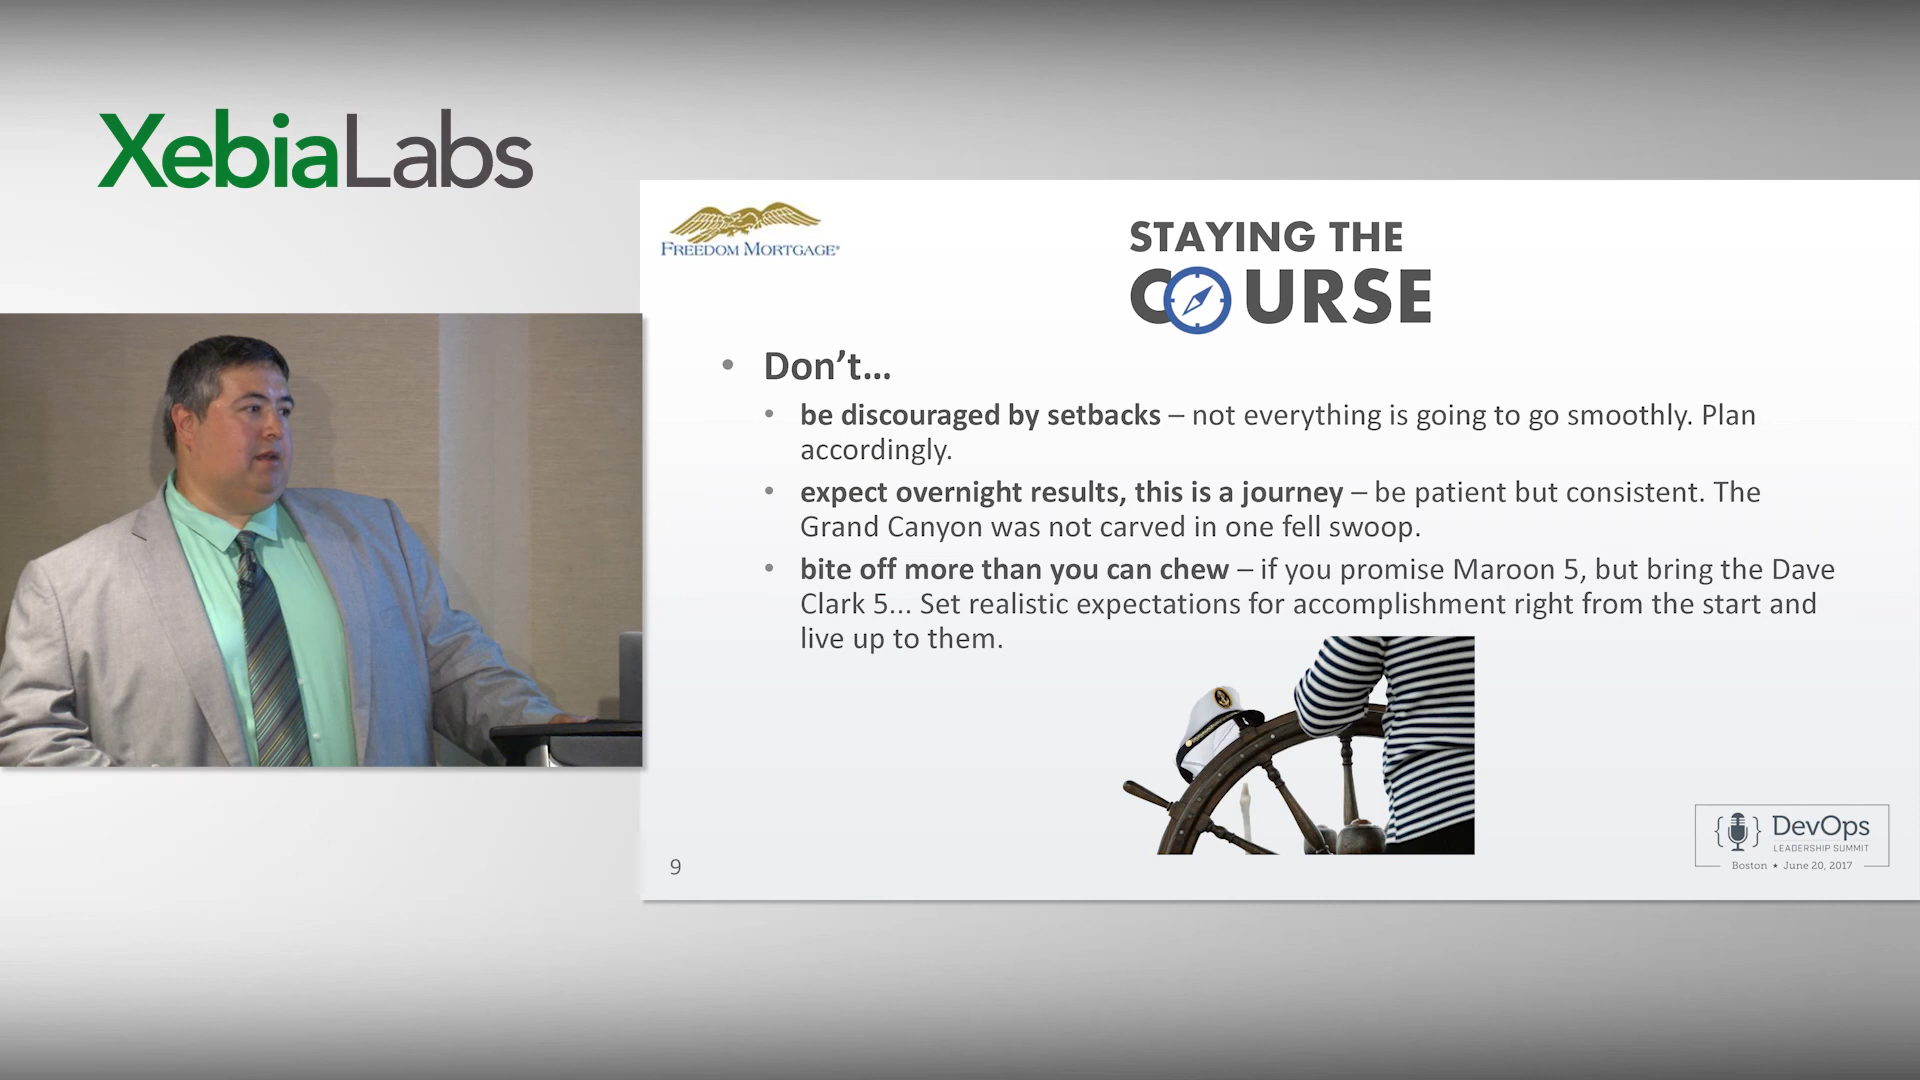 XebiaLabs
FREEDOM MORTGAGE®
STAYING THE
COURSE
• Don’t...
• be discouraged by setbacks – not everything is going to go smoothly. Plan
accordingly.
• expect overnight results, this is a journey – be patient but consistent. The
Grand Canyon was not carved in one fell swoop.
• bite off more than you can chew – if you promise Maroon 5, but bring the Dave
Clark 5... Set realistic expectations for accomplishment right from the start and
live up to them.
{ } DevOps
LEADERSHIP SUMMIT
Boston ★ June 20, 2017
9